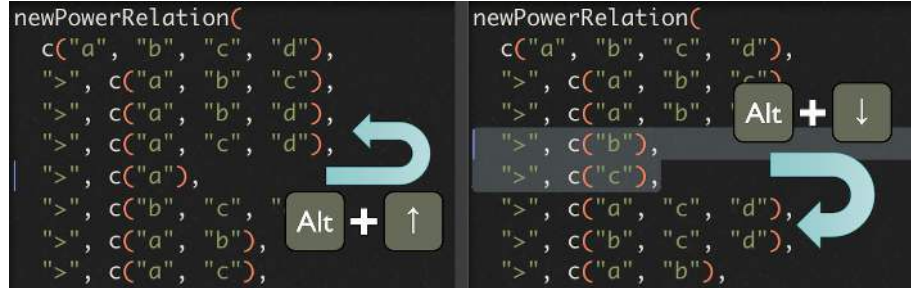 newPowerRelation(
c("a", "b", "c", "d"),
">", c("a", "b", "c"),
">", c("a", "b", "d"),
">", c("a", "c", "d"),
">", c("a"),
">", c("b", "c", "
">", c("a", "b"),
">", c("a", "c"),
Alt + ↑
newPowerRelation(
c("a", "b", "c", "d"),
">", c("a", "b", "c")
">", c("a", "b", "
">", c("b"),
">", c("c"),
">", c("a", "c", "d"),
">", c("b", "c", "d"),
">", c("a", "b"),
Alt + ↓